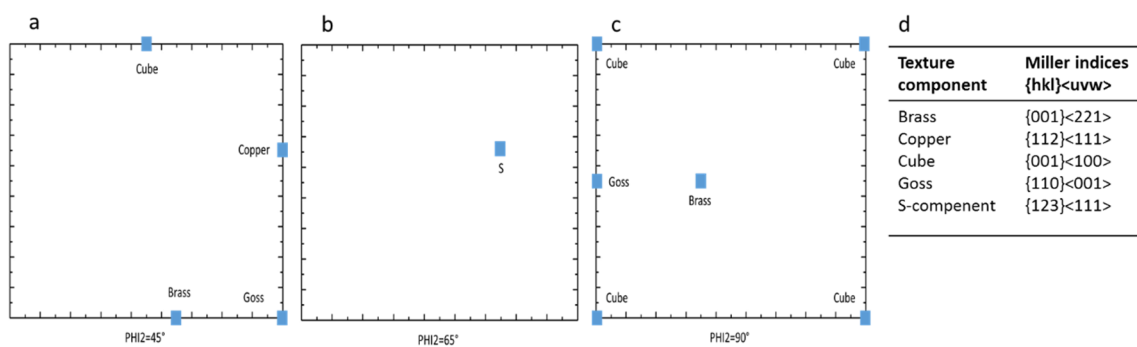 a
Cube
Copper
Brass Goss
PHI2=45°
b
S
PHI2=65°
c
Cube Cube
Goss
Brass
Cube Cube
PHI2=90°
d
Texture Miller indices
component {hkl}<uvw>
Brass {001}<221>
Copper {112}<111>
Cube {001}<100>
Goss {110}<001>
S-compenent {123}<111>